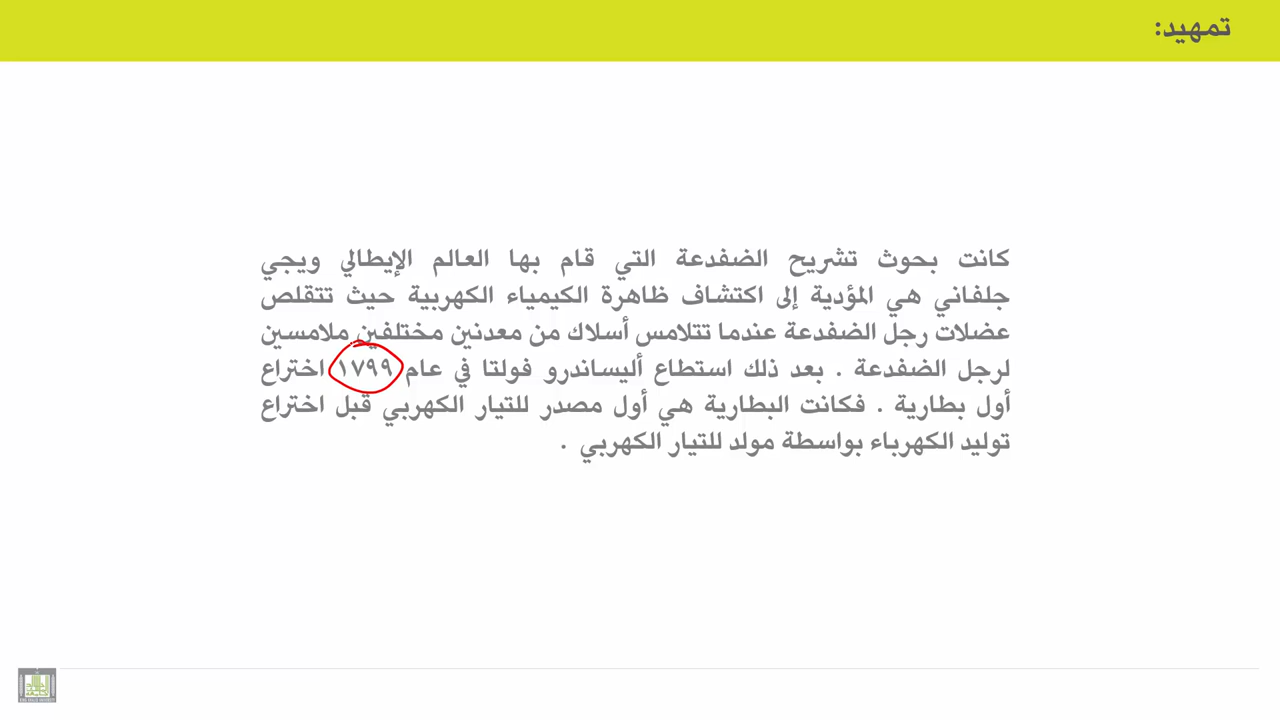 تمهيد:
كانت بحوث تشريح الضفدعة التي قام بها العالم الإيطالي ويجي
جلفاني هي المؤدية إلى اكتشاف ظاهرة الكيمياء الكهربية حيث تتقلص
عضلات رجل الضفدعة عندما تتلامس أسلاك من معدنين مختلفين ملامسين
لرجل الضفدعة . بعد ذلك استطاع أليساندرو فولتا في عام ١٧٩٩ اختراع
أول بطارية . فكانت البطارية هي أول مصدر للتيار الكهربي قبل اختراع
توليد الكهرباء بواسطة مولد للتيار الكهربي .